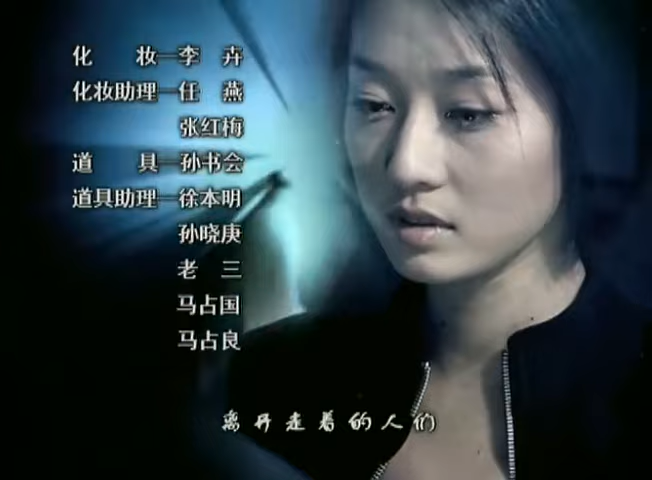 化 妆—李 卉
化妆助理—任 燕
张红梅
道 具—孙书会
道具助理—徐本明
孙晓庚
老 三
马占国
马占良
离开走着的人们